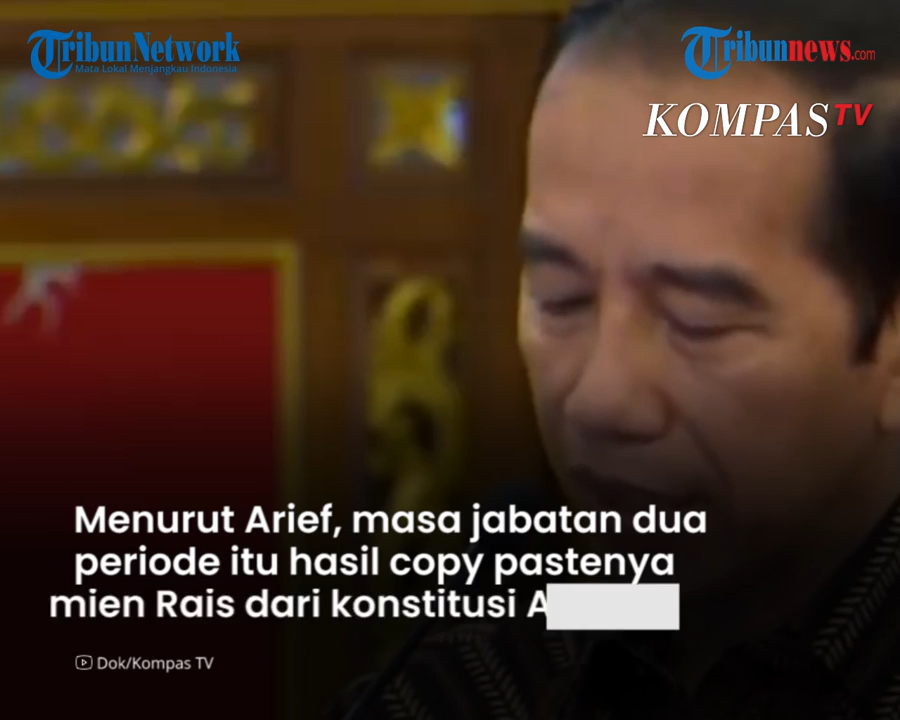 TribunNetwork
Mata Lokal Menjangkau Indonesia
Tribunnews.com
KOMPAS TV
Menurut Arief, masa jabatan dua
periode itu hasil copy pastenya
mien Rais dari konstitusi A
Dok/Kompas TV